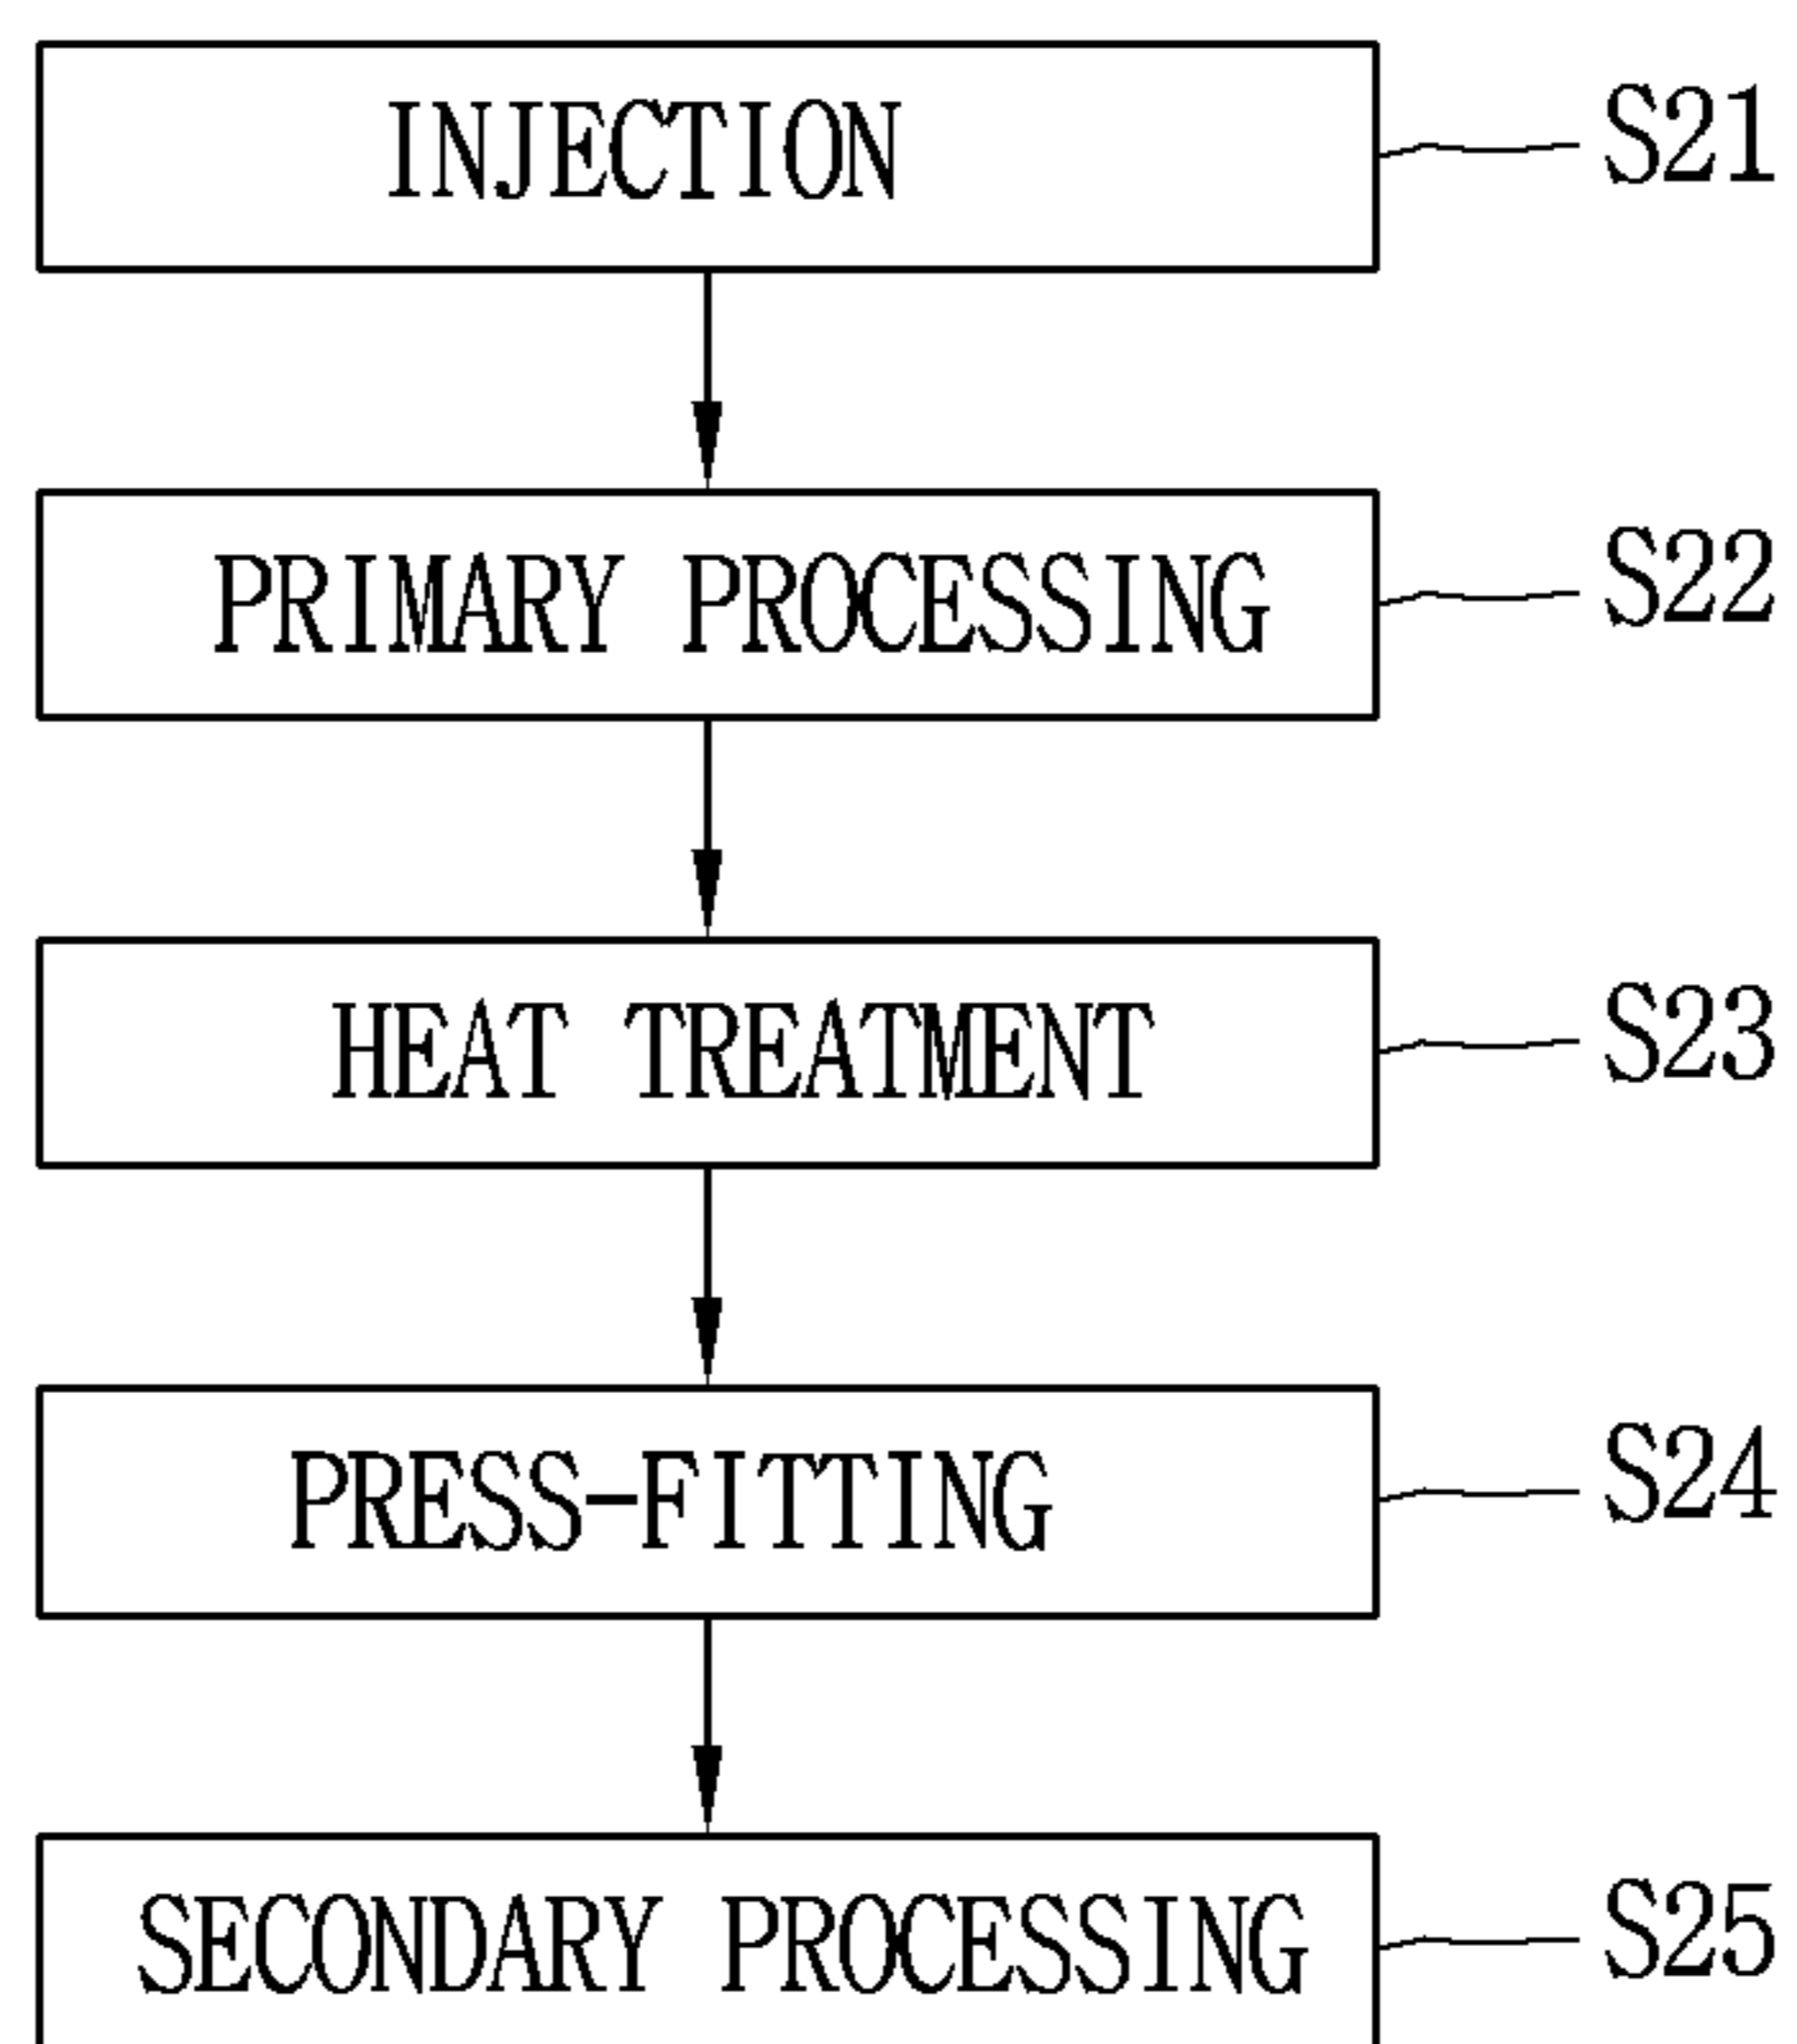 INJECTION S21
PRIMARY PROCESSING S22
HEAT TREATMENT S23
PRESS-FITTING S24
SECONDARY PROCESSING S25